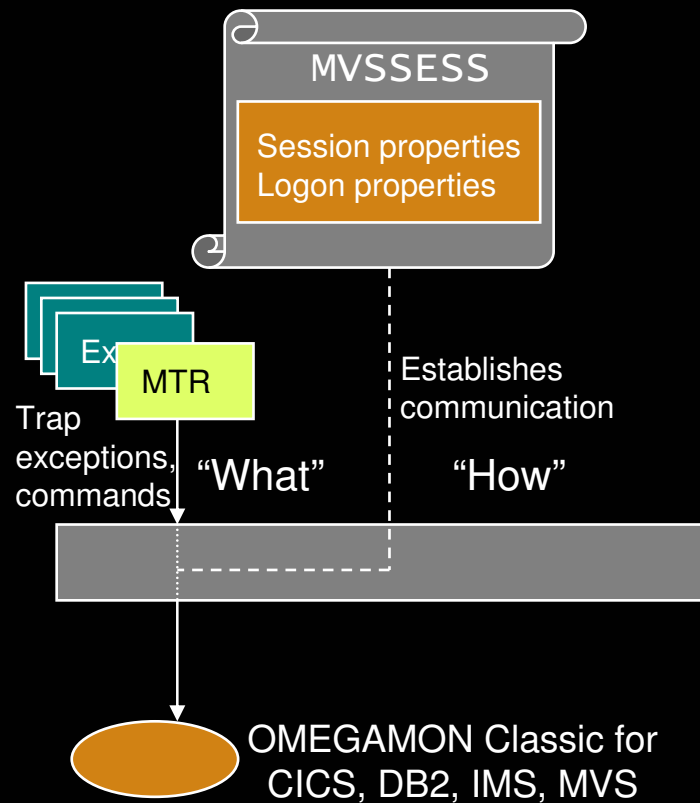 MVSSESS
Session properties
Logon properties
Ex
MTR
Trap
exceptions,
commands
"What"
Establishes
communication
"How"
OMEGAMON Classic for
CICS, DB2, IMS, MVS